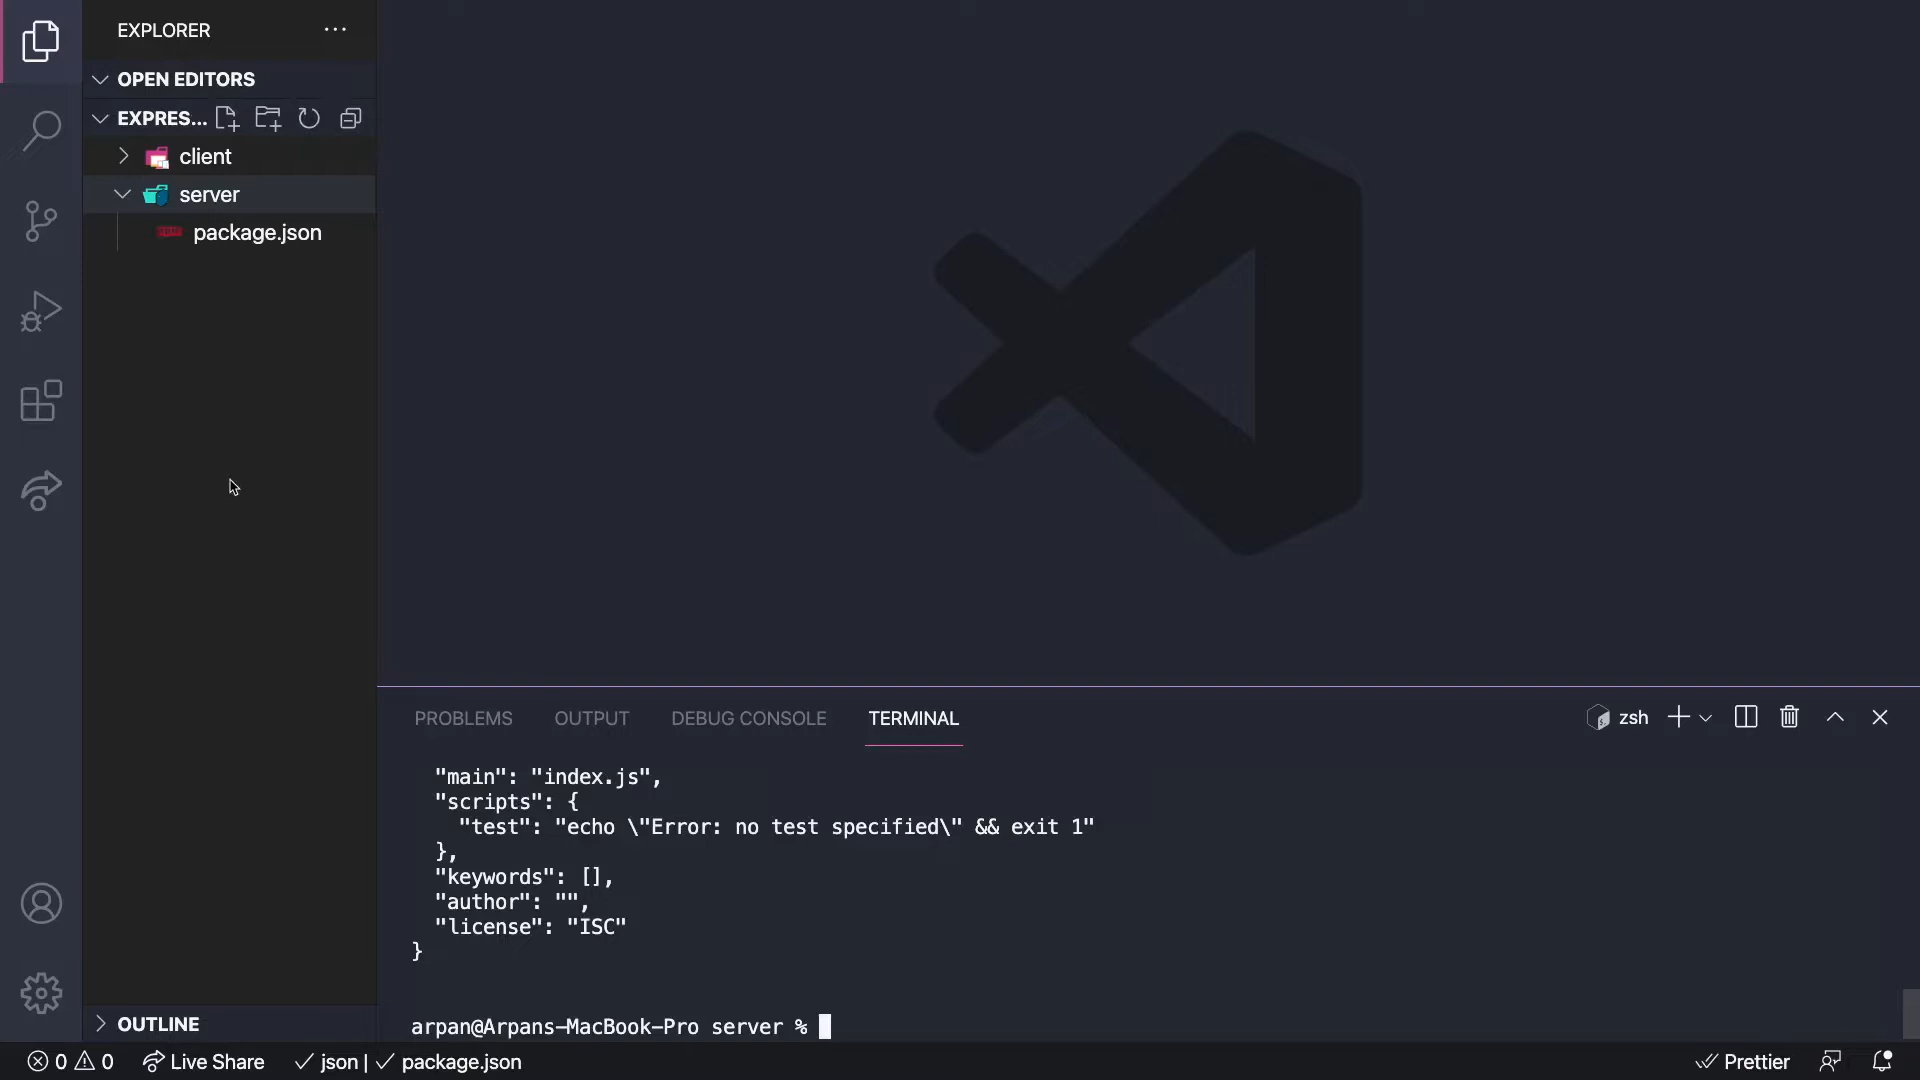 EXPLORER
OPEN EDITORS
EXPRES...
client
server
package.json
PROBLEMS OUTPUT DEBUG CONSOLE TERMINAL zsh
"main": "index.js",
"scripts": {
"test": "echo \"Error: no test specified\" && exit 1"
},
"keywords": [],
"author": "",
"license": "ISC"
}
arpan@Arpans-MacBook-Pro server %
OUTLINE
0 0 Live Share json | package.json Prettier